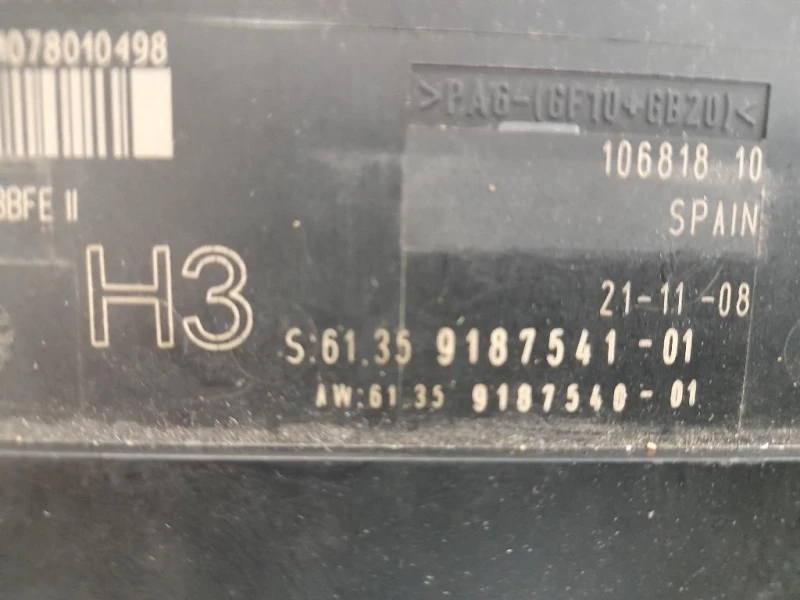 078010498
>PA6-(GF10+GB20)<
106818 10
BBFE II
SPAIN
H3
21-11-08
S:61.35 9187541-01
AW:61.35 9187540-01